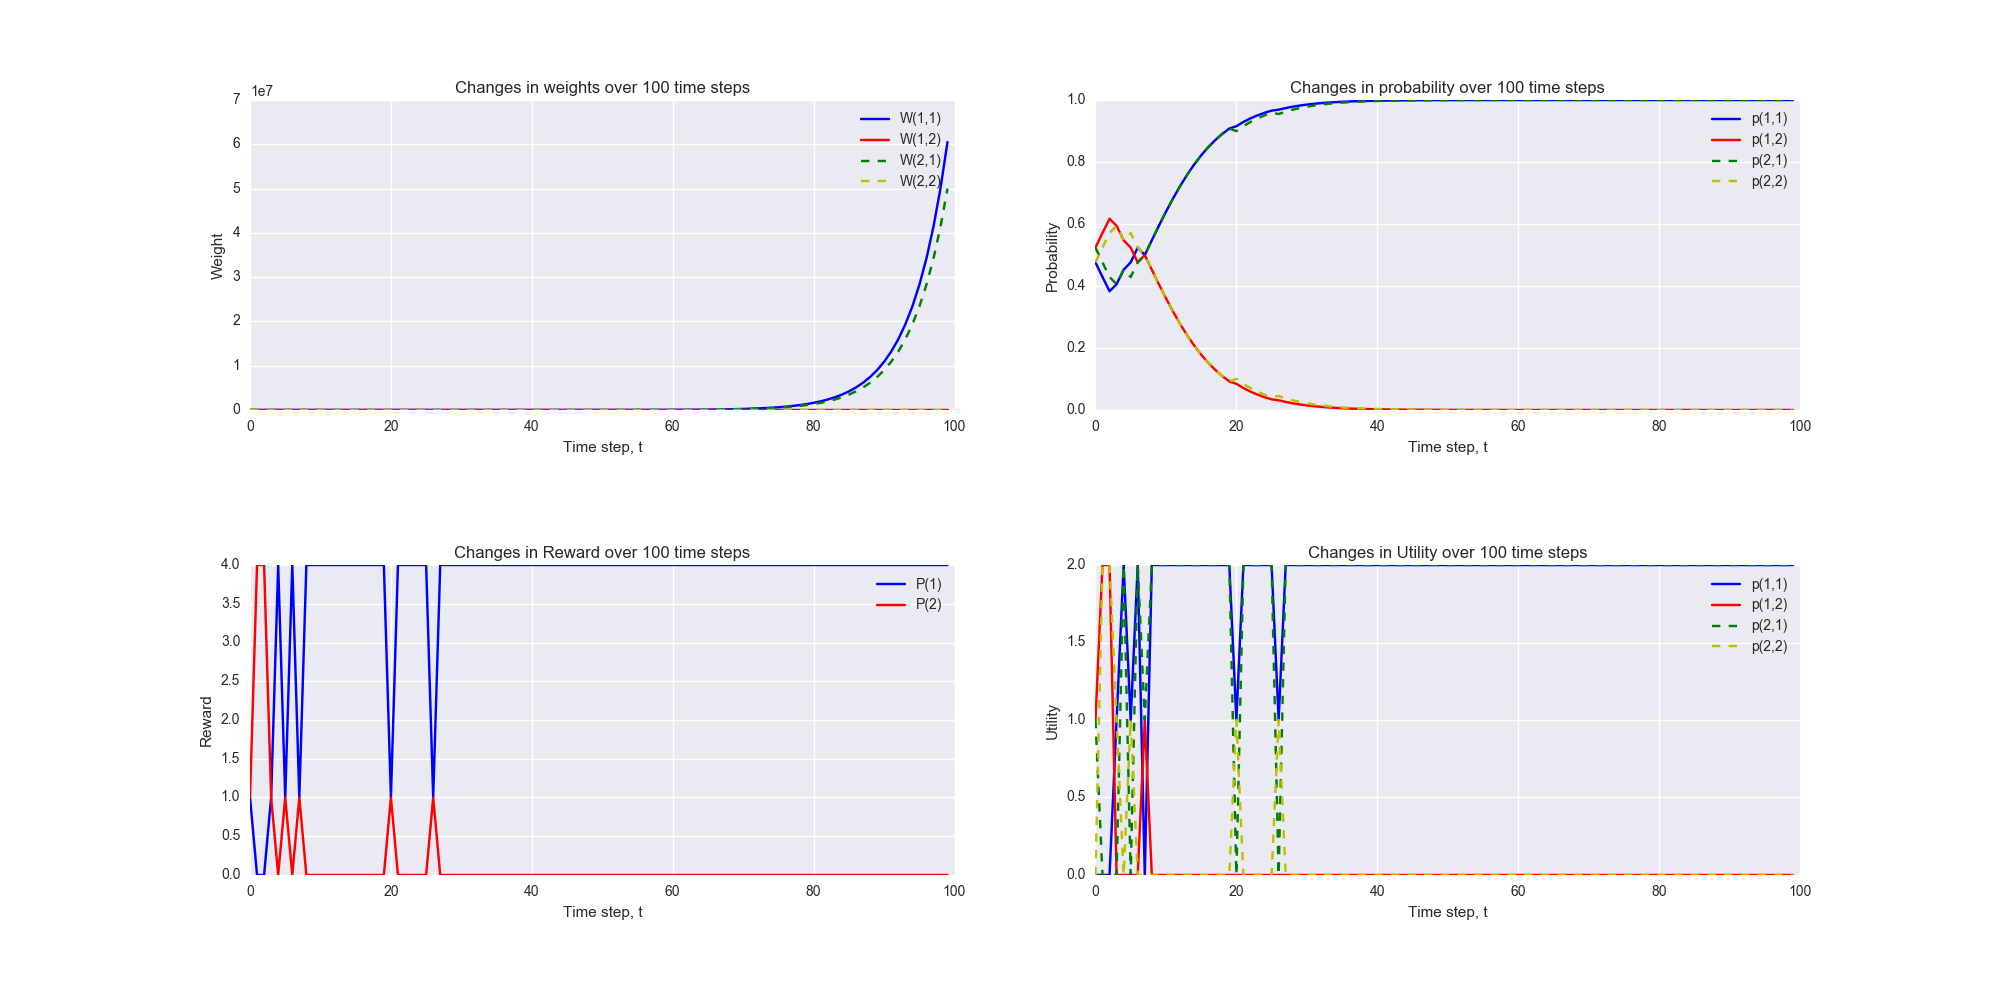 Changes in weights over 100 time steps
1e7
7
6
5
4
3
2
1
0
Weight
0 20 40 60 80 100
Time step, t
W(1,1)
W(1,2)
W(2,1)
W(2,2)
Changes in probability over 100 time steps
1.0
0.8
0.6
0.4
0.2
0.0
Probability
0 20 40 60 80 100
Time step, t
p(1,1)
p(1,2)
p(2,1)
p(2,2)
Changes in Reward over 100 time steps
4.0
3.5
3.0
2.5
2.0
1.5
1.0
0.5
0.0
Reward
0 20 40 60 80 100
Time step, t
P(1)
P(2)
Changes in Utility over 100 time steps
2.0
1.5
1.0
0.5
0.0
Utility
0 20 40 60 80 100
Time step, t
p(1,1)
p(1,2)
p(2,1)
p(2,2)